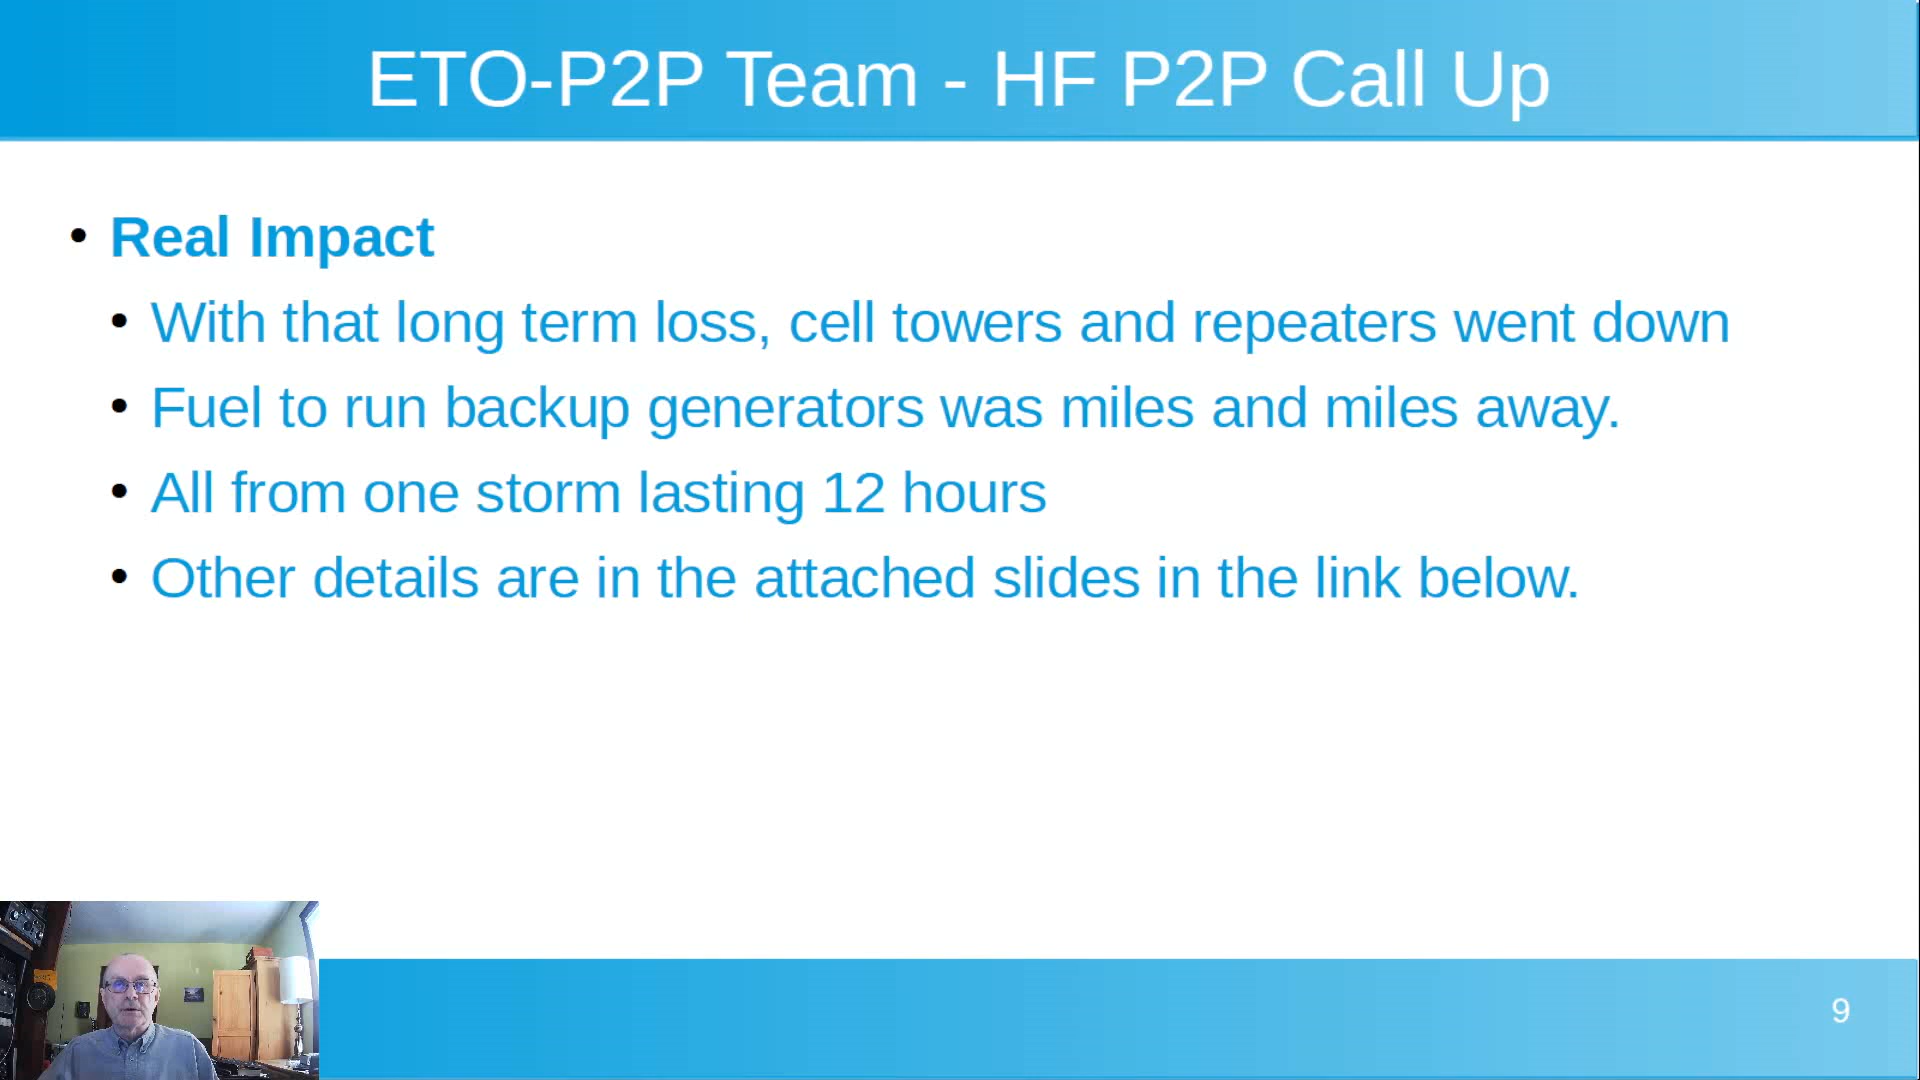 ETO-P2P Team - HF P2P Call Up
• Real Impact
• With that long term loss, cell towers and repeaters went down
• Fuel to run backup generators was miles and miles away.
• All from one storm lasting 12 hours
• Other details are in the attached slides in the link below.
9